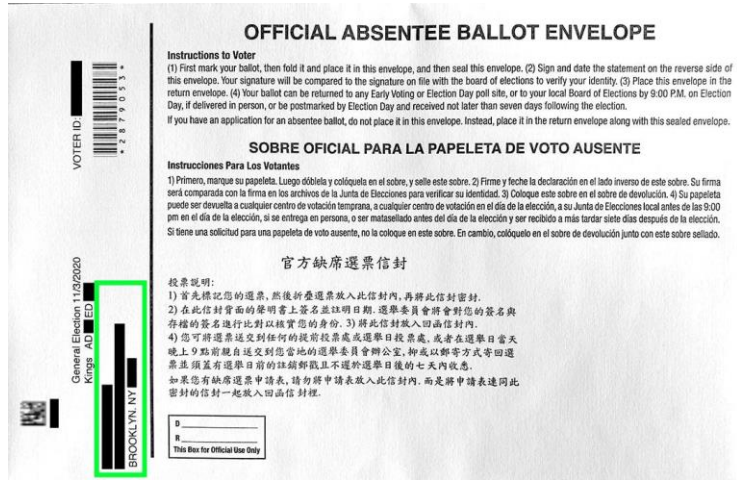 OFFICIAL ABSENTEE BALLOT ENVELOPE
Instructions to Voter
(1) First mark your ballot, then fold it and place it in this envelope, and then seal this envelope. (2) Sign and date the statement on the reverse side of
this envelope. Your signature will be compared to the signature on file with the board of elections to verify your identity. (3) Place this envelope in the
return envelope. (4) Your ballot can be returned to any Early Voting or Election Day poll site, or to your local Board of Elections by 9:00 P.M. on Election
Day, if delivered in person, or be postmarked by Election Day and received not later than seven days following the election.
If you have an application for an absentee ballot, do not place it in this envelope. Instead, place it in the return envelope along with this sealed envelope.
SOBRE OFICIAL PARA LA PAPELETA DE VOTO AUSENTE
Instrucciones Para Los Votantes
1) Primero, marque su papeleta. Luego dóblela y colóquela en el sobre, y selle este sobre. 2) Firme y feche la declaración en el lado inverso de este sobre. Su firma
será comparada con la firma en los archivos de la Junta de Elecciones para verificar su identidad. 3) Coloque este sobre en el sobre de devolución. 4) Su papeleta
puede ser devuelta a cualquier centro de votación temprana, a cualquier centro de votación en el día de la elección, a su Junta de Elecciones local antes de las 9:00
pm en el día de la elección, si se entrega en persona, o ser matasellado antes del día de la elección y ser recibido a más tardar siete días después de la elección.
Si tiene una solicitud para una papeleta de voto ausente, no la coloque en este sobre. En cambio, colóquelo en el sobre de devolución junto con este sobre sellado.
官方缺席選票信封
投票說明:
1) 首先標記您的選票, 然後折疊選票放入此信封內, 再將此信封密封.
2) 在此信封背面的聲明書上簽名並註明日期. 選舉委員會將會對您的簽名與
存檔的簽名進行比對以核實您的身份. 3) 將此信封放入回函信封內.
4) 您可將選票送交到任何的提前投票處或選舉日投票處, 或者在選舉日當天
晚上9點前親自送交到您當地的選舉委員會辦公室, 抑或以郵寄方式寄回選
票並須蓋有選舉日前的註銷郵戳且不遲於選舉日後的七天內收悉.
如果您有缺席選票申請表, 請勿將申請表放入此信封內. 而是將申請表連同此
密封的信封一起放入回函信封裡.
D
R
This Box for Official Use Only
VOTER ID:
*2879053*
General Election 11/3/2020
Kings AD ED
BROOKLYN. NY